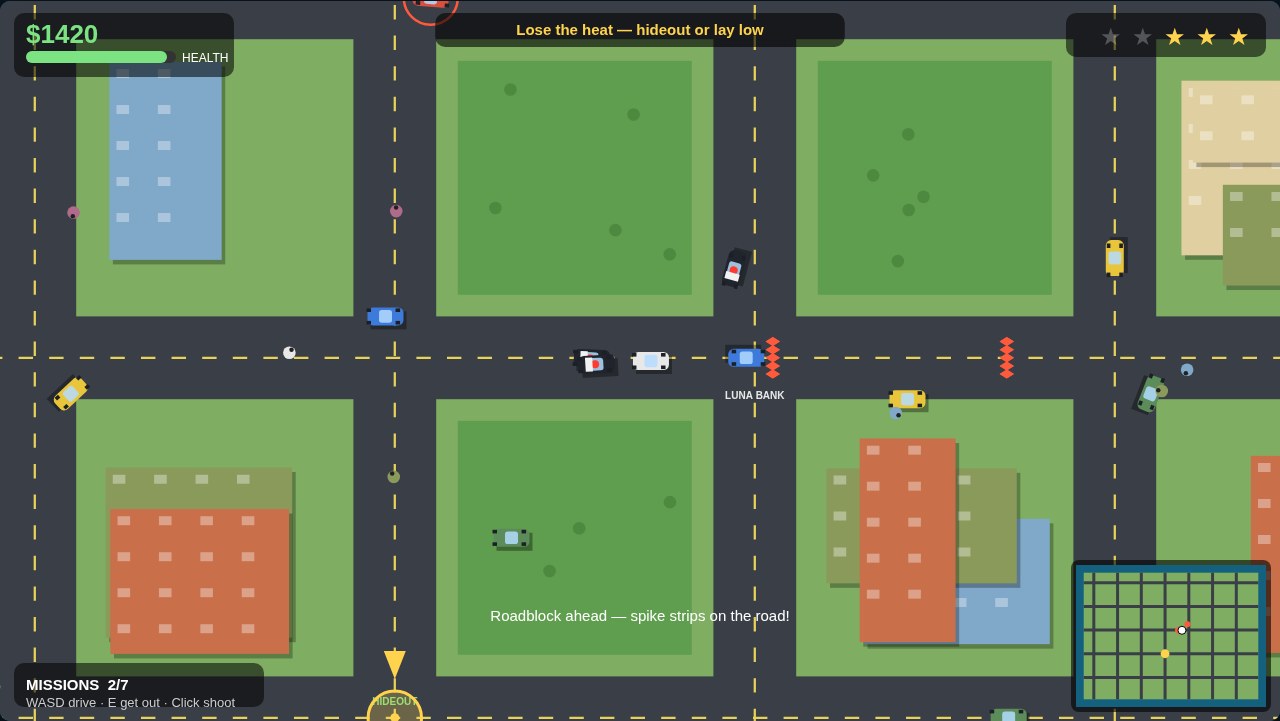 $1420
HEALTH
Lose the heat — hideout or lay low
LUNA BANK
Roadblock ahead — spike strips on the road!
HIDEOUT
MISSIONS 2/7
WASD drive · E get out · Click shoot